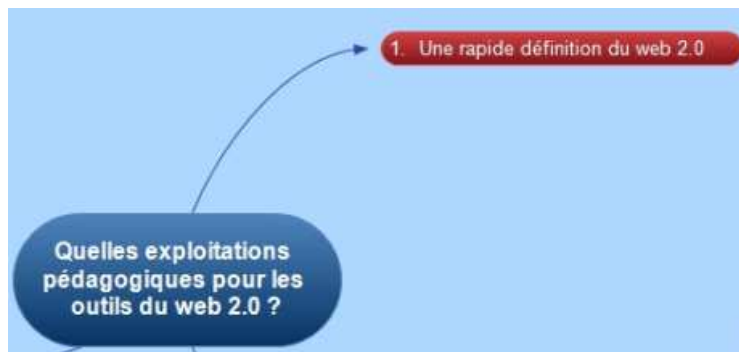 1. Une rapide définition du web 2.0
Quelles exploitations
pédagogiques pour les
outils du web 2.0 ?